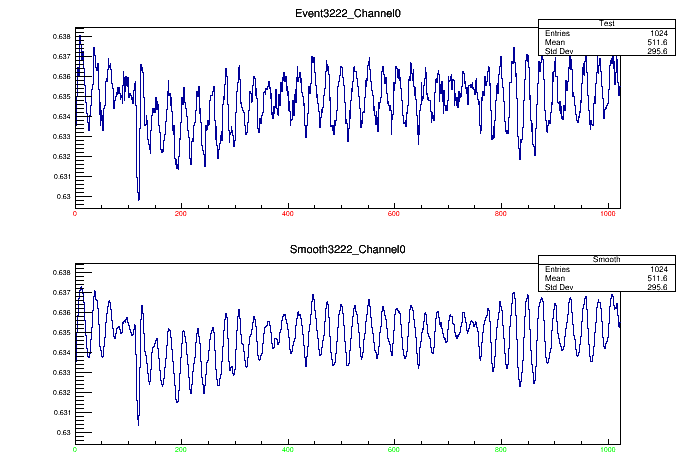 Event3222_Channel0
Test
Entries 1024
Mean 511.6
Std Dev 295.6
0.638
0.637
0.636
0.635
0.634
0.633
0.632
0.631
0.63
0 200 400 600 800 1000
Smooth3222_Channel0
Smooth
Entries 1024
Mean 511.6
Std Dev 295.6
0.638
0.637
0.636
0.635
0.634
0.633
0.632
0.631
0.63
0 200 400 600 800 1000